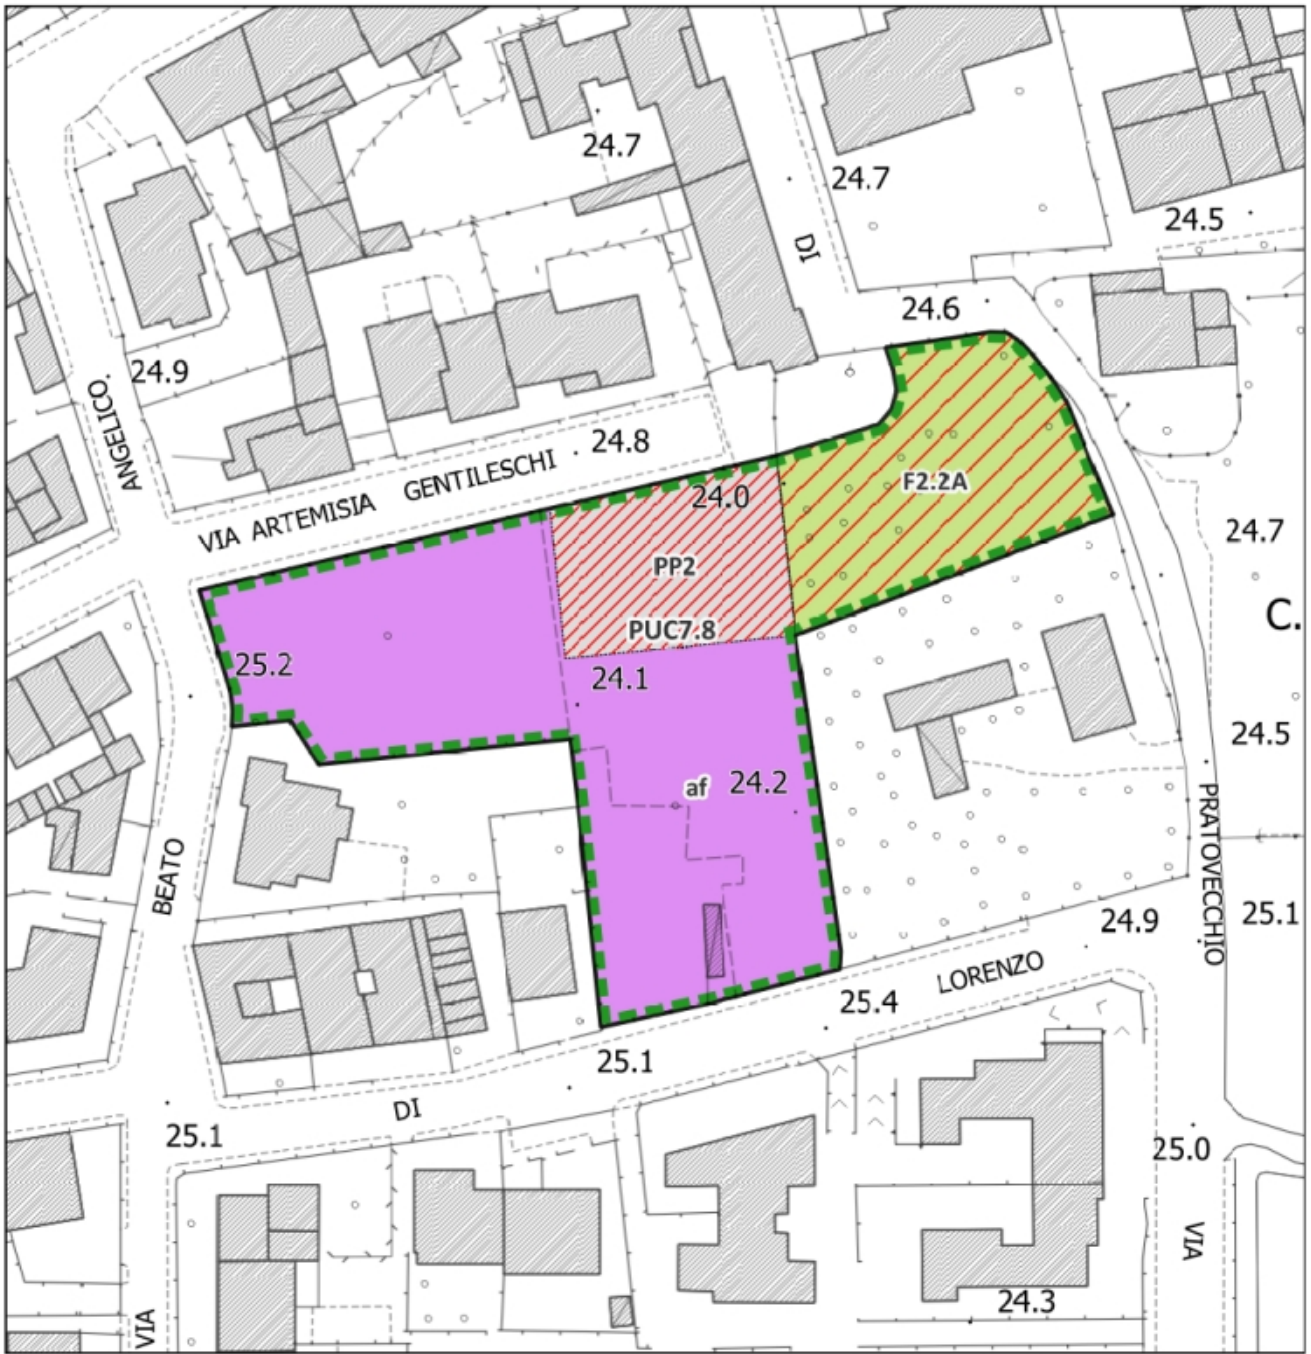 24.7
24.7
24.5
DI
24.6
24.9
ANGELICO
24.8
VIA ARTEMISIA GENTILESCHI
24.0
F2.2A
24.7
PP2
C.
PUC7.8
25.2
24.1
24.5
af
24.2
PRATOVECCHIO
BEATO
24.9
25.1
LORENZO
25.4
25.1
DI
25.1
25.0
VIA
24.3
VIA